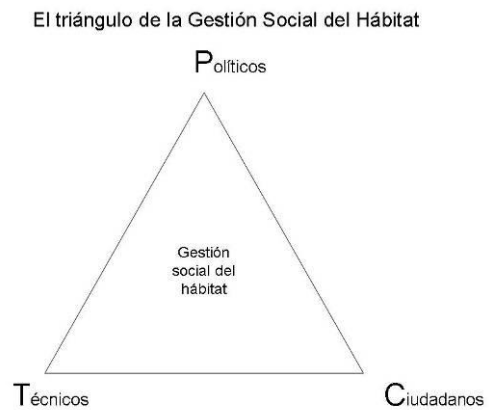 El triángulo de la Gestión Social del Hábitat
Políticos
Gestión
social del
hábitat
Técnicos
Ciudadanos